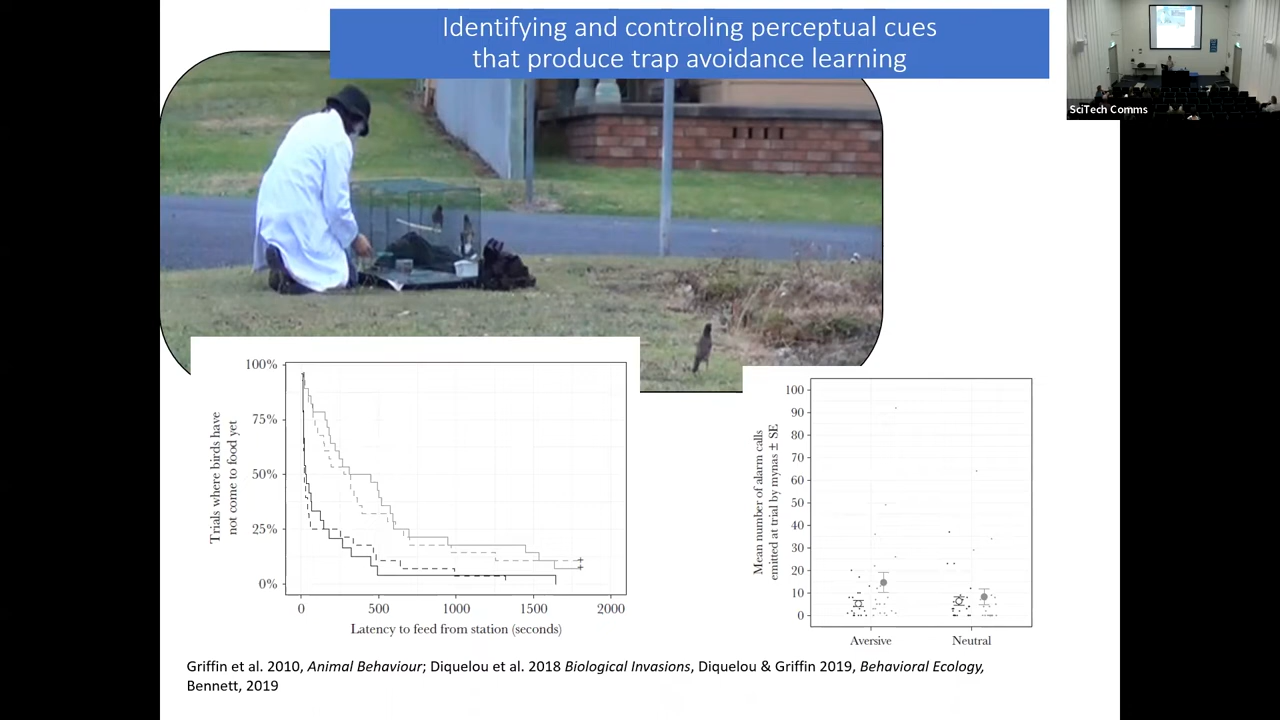 Identifying and controling perceptual cues
that produce trap avoidance learning
SciTech Comms
100%
75%
50%
25%
0%
Trials where birds have
not come to food yet
0 500 1000 1500 2000
Latency to feed from station (seconds)
100
90
80
70
60
50
40
30
20
10
0
Mean number of alarm calls
emitted at trial by mynas ± SE
Aversive Neutral
Griffin et al. 2010, Animal Behaviour; Diquelou et al. 2018 Biological Invasions, Diquelou & Griffin 2019, Behavioral Ecology,
Bennett, 2019